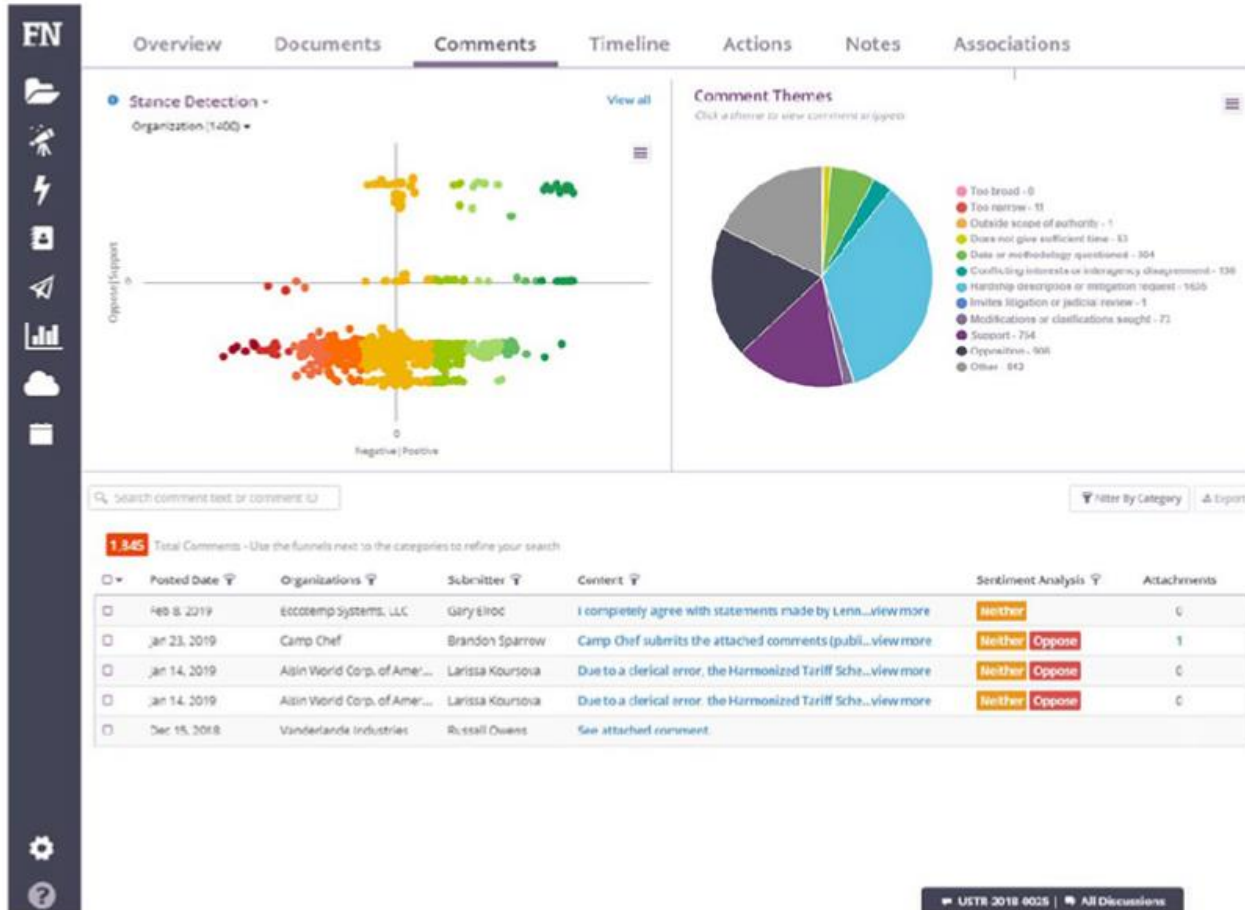 FN
Overview Documents Comments Timeline Actions Notes Associations
Stance Detection
View all
Organization (1400)
Oppose|Support
0
0
Negative | Positive
Comment Themes
Click a theme to view comment snippets
Too broad - 0
Too narrow - 11
Outside scope of authority - 1
Does not give sufficient time - 53
Data or methodology questioned - 304
Conflicting interests or interagency disagreement - 136
Hardship description or mitigation request - 1635
Invites litigation or judicial review - 1
Modifications or clarifications sought - 73
Support - 754
Opposition - 908
Other - 843
Search comment text or comment ID
Filter By Category Export
1,345 Total Comments - Use the funnels next to the categories to refine your search
Posted Date Organizations Submitter Content Sentiment Analysis Attachments
Feb 8, 2019 Eccotemp Systems, LLC Gary Elrod I completely agree with statements made by Lenn...view more Neither 0
Jan 23, 2019 Camp Chef Brandon Sparrow Camp Chef submits the attached comments (publi...view more Neither Oppose 1
Jan 14, 2019 Aisin World Corp. of Amer... Larissa Koursova Due to a clerical error, the Harmonized Tariff Sche...view more Neither Oppose 0
Jan 14, 2019 Aisin World Corp. of Amer... Larissa Koursova Due to a clerical error, the Harmonized Tariff Sche...view more Neither Oppose 0
Dec 15, 2018 Vanderlande Industries Russall Owens See attached comment.
USTR-2018-0025 | All Discussions